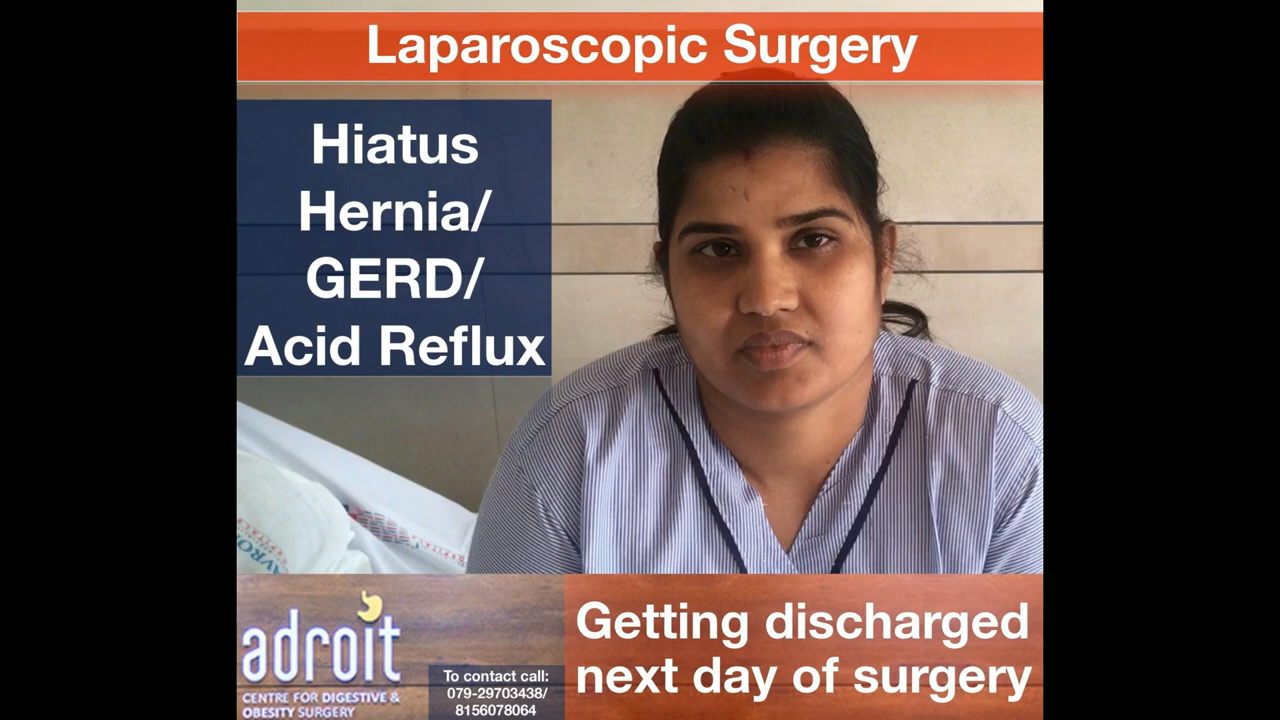 Laparoscopic Surgery
Hiatus
Hernia/
GERD/
Acid Reflux
adroit
CENTRE FOR DIGESTIVE &
OBESITY SURGERY
To contact call:
079-29703438/
8156078064
Getting discharged
next day of surgery